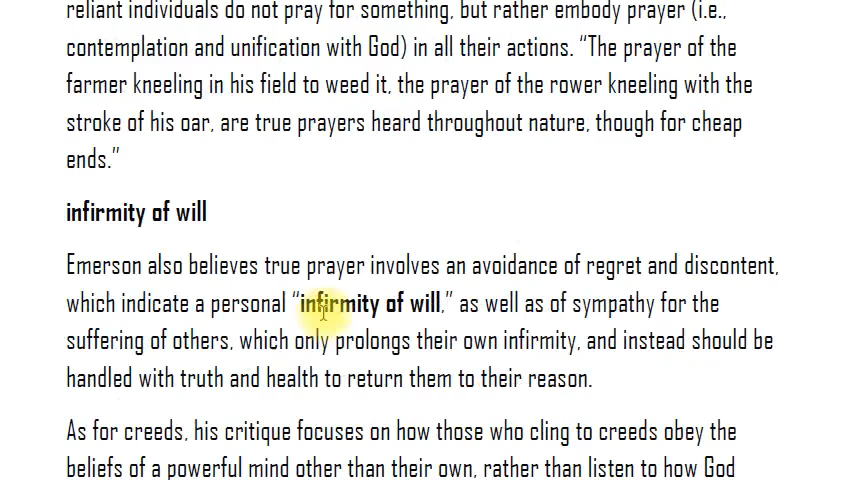 reliant individuals do not pray for something, but rather embody prayer (i.e.,
contemplation and unification with God) in all their actions. “The prayer of the
farmer kneeling in his field to weed it, the prayer of the rower kneeling with the
stroke of his oar, are true prayers heard throughout nature, though for cheap
ends.”
infirmity of will
Emerson also believes true prayer involves an avoidance of regret and discontent,
which indicate a personal “infirmity of will,” as well as of sympathy for the
suffering of others, which only prolongs their own infirmity, and instead should be
handled with truth and health to return them to their reason.
As for creeds, his critique focuses on how those who cling to creeds obey the
beliefs of a powerful mind other than their own, rather than listen to how God